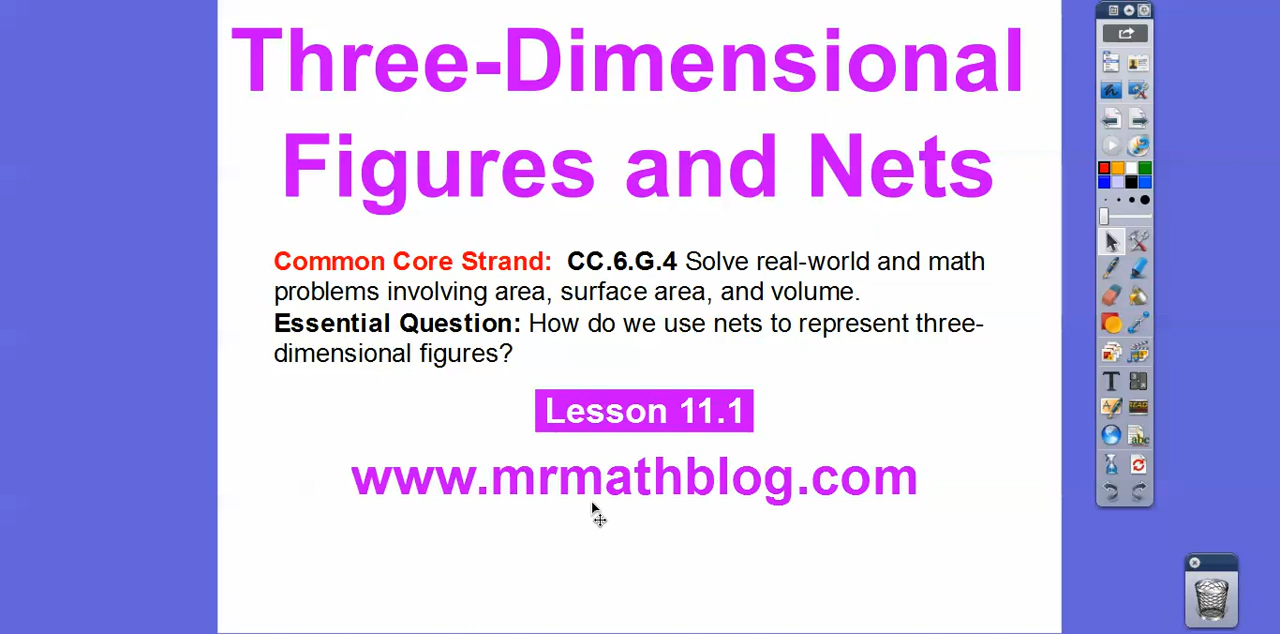 Three-Dimensional
Figures and Nets
Common Core Strand: CC.6.G.4 Solve real-world and math
problems involving area, surface area, and volume.
Essential Question: How do we use nets to represent three-
dimensional figures?
Lesson 11.1
www.mrmathblog.com